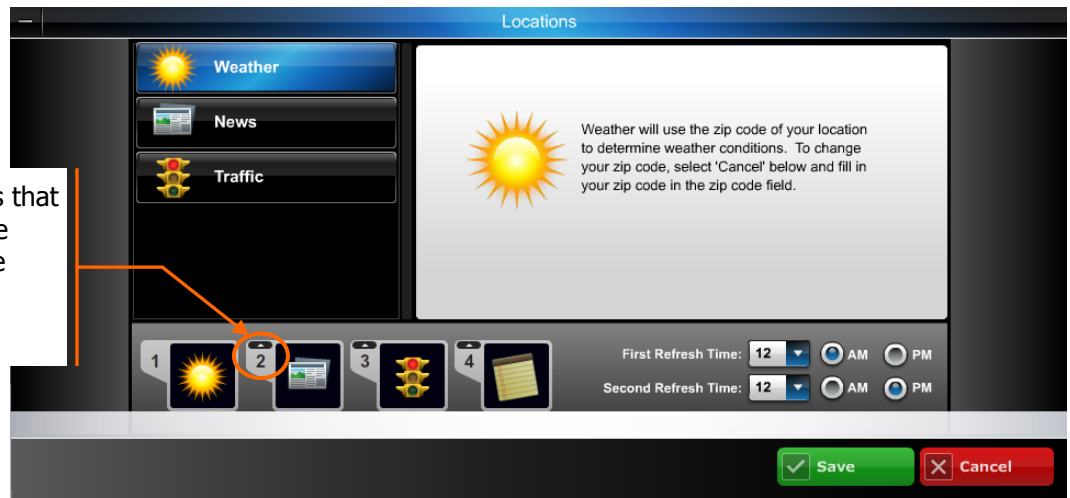 Locations
Weather
News
Traffic
Weather will use the zip code of your location
to determine weather conditions. To change
your zip code, select 'Cancel' below and fill in
your zip code in the zip code field.
that
1
2
3
4
First Refresh Time: 12 AM PM
Second Refresh Time: 12 AM PM
Save
Cancel